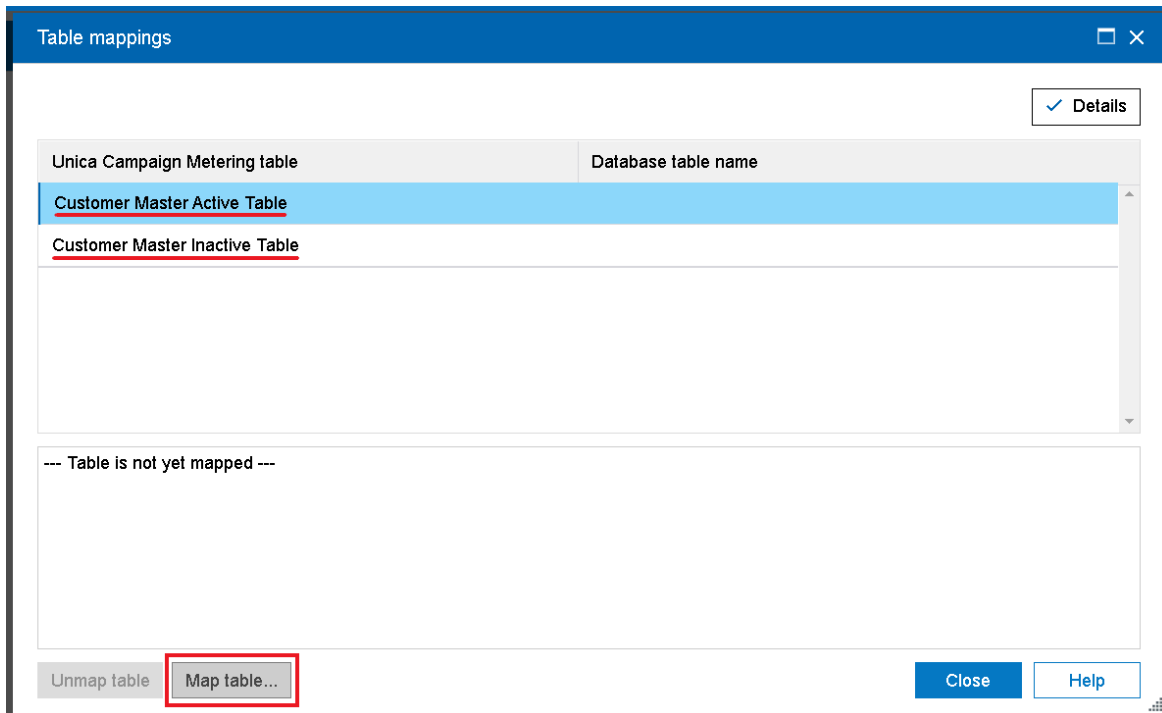 Table mappings
Details
Unica Campaign Metering table Database table name
Customer Master Active Table
Customer Master Inactive Table
--- Table is not yet mapped ---
Unmap table Map table... Close Help